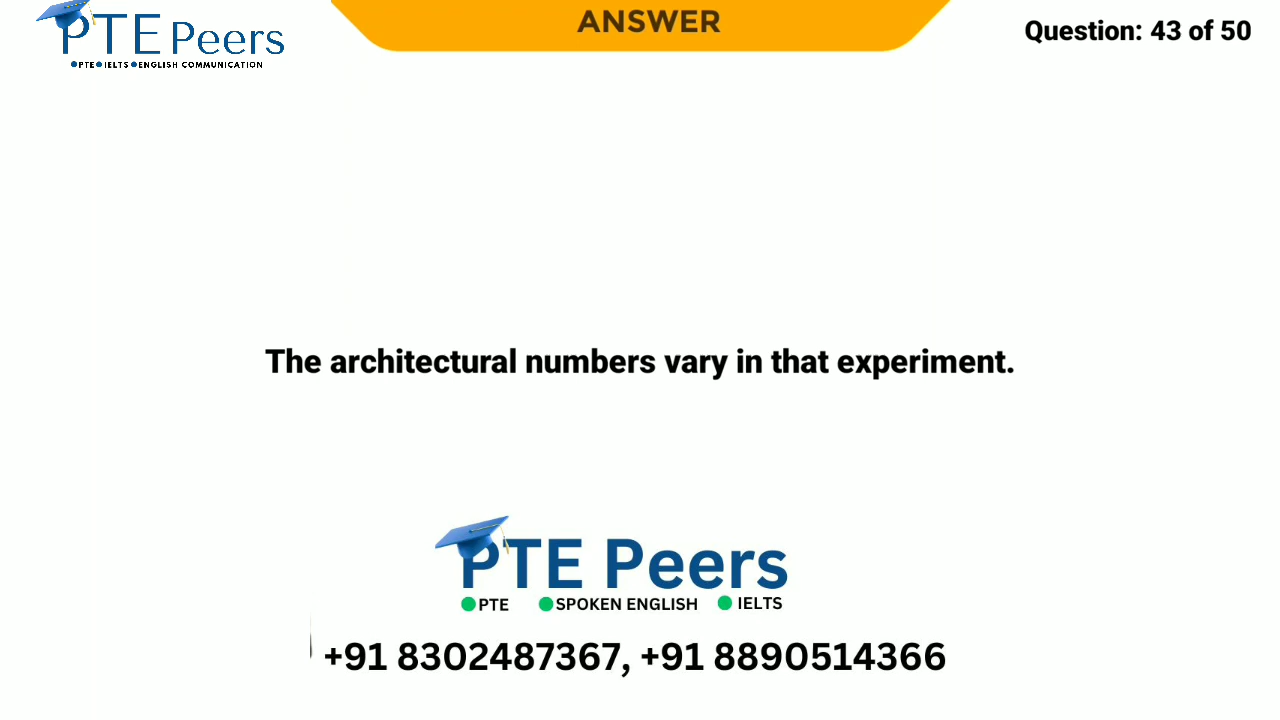 PTE Peers
PTE IELTS ENGLISH COMMUNICATION
ANSWER
Question: 43 of 50
The architectural numbers vary in that experiment.
PTE Peers
PTE SPOKEN ENGLISH IELTS
+91 8302487367, +91 8890514366